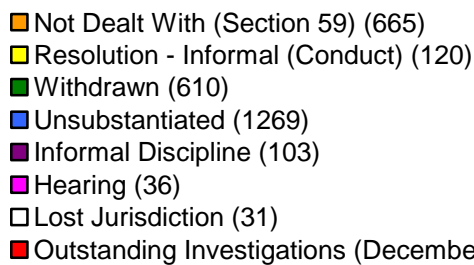 Not Dealt With (Section 59) (665)
Resolution - Informal (Conduct) (120)
Withdrawn (610)
Unsubstantiated (1269)
Informal Discipline (103)
Hearing (36)
Lost Jurisdiction (31)
Outstanding Investigations (Decembe